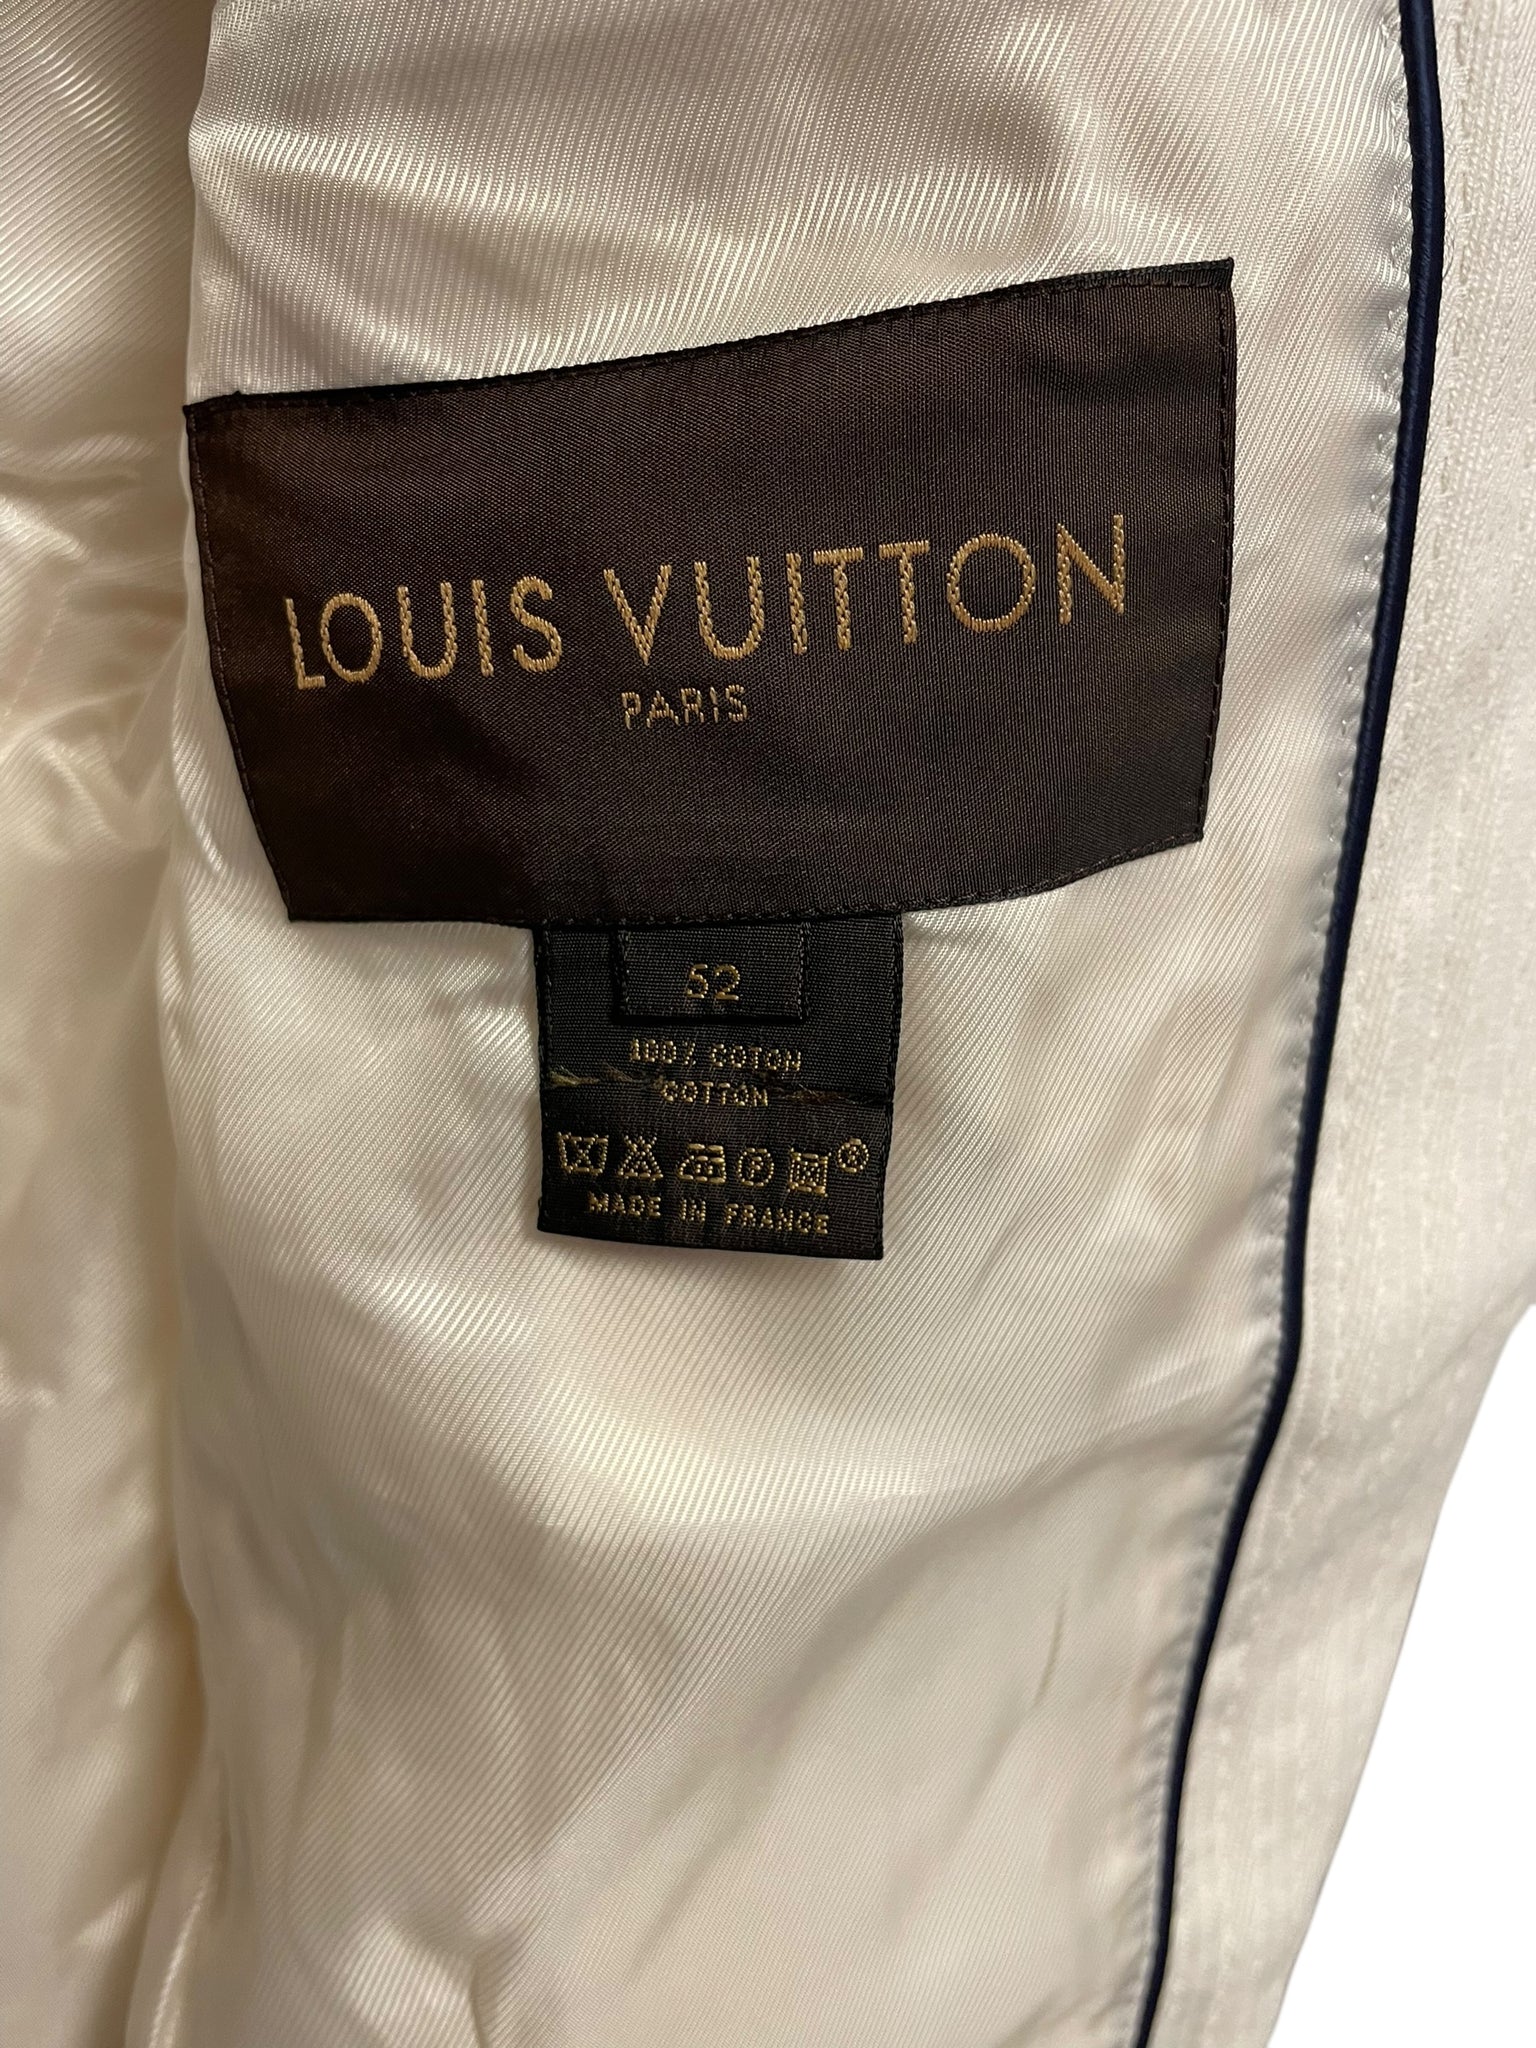 LOUIS VUITTON
PARIS
52
100% COTON
COTTON
P
®
MADE IN FRANCE